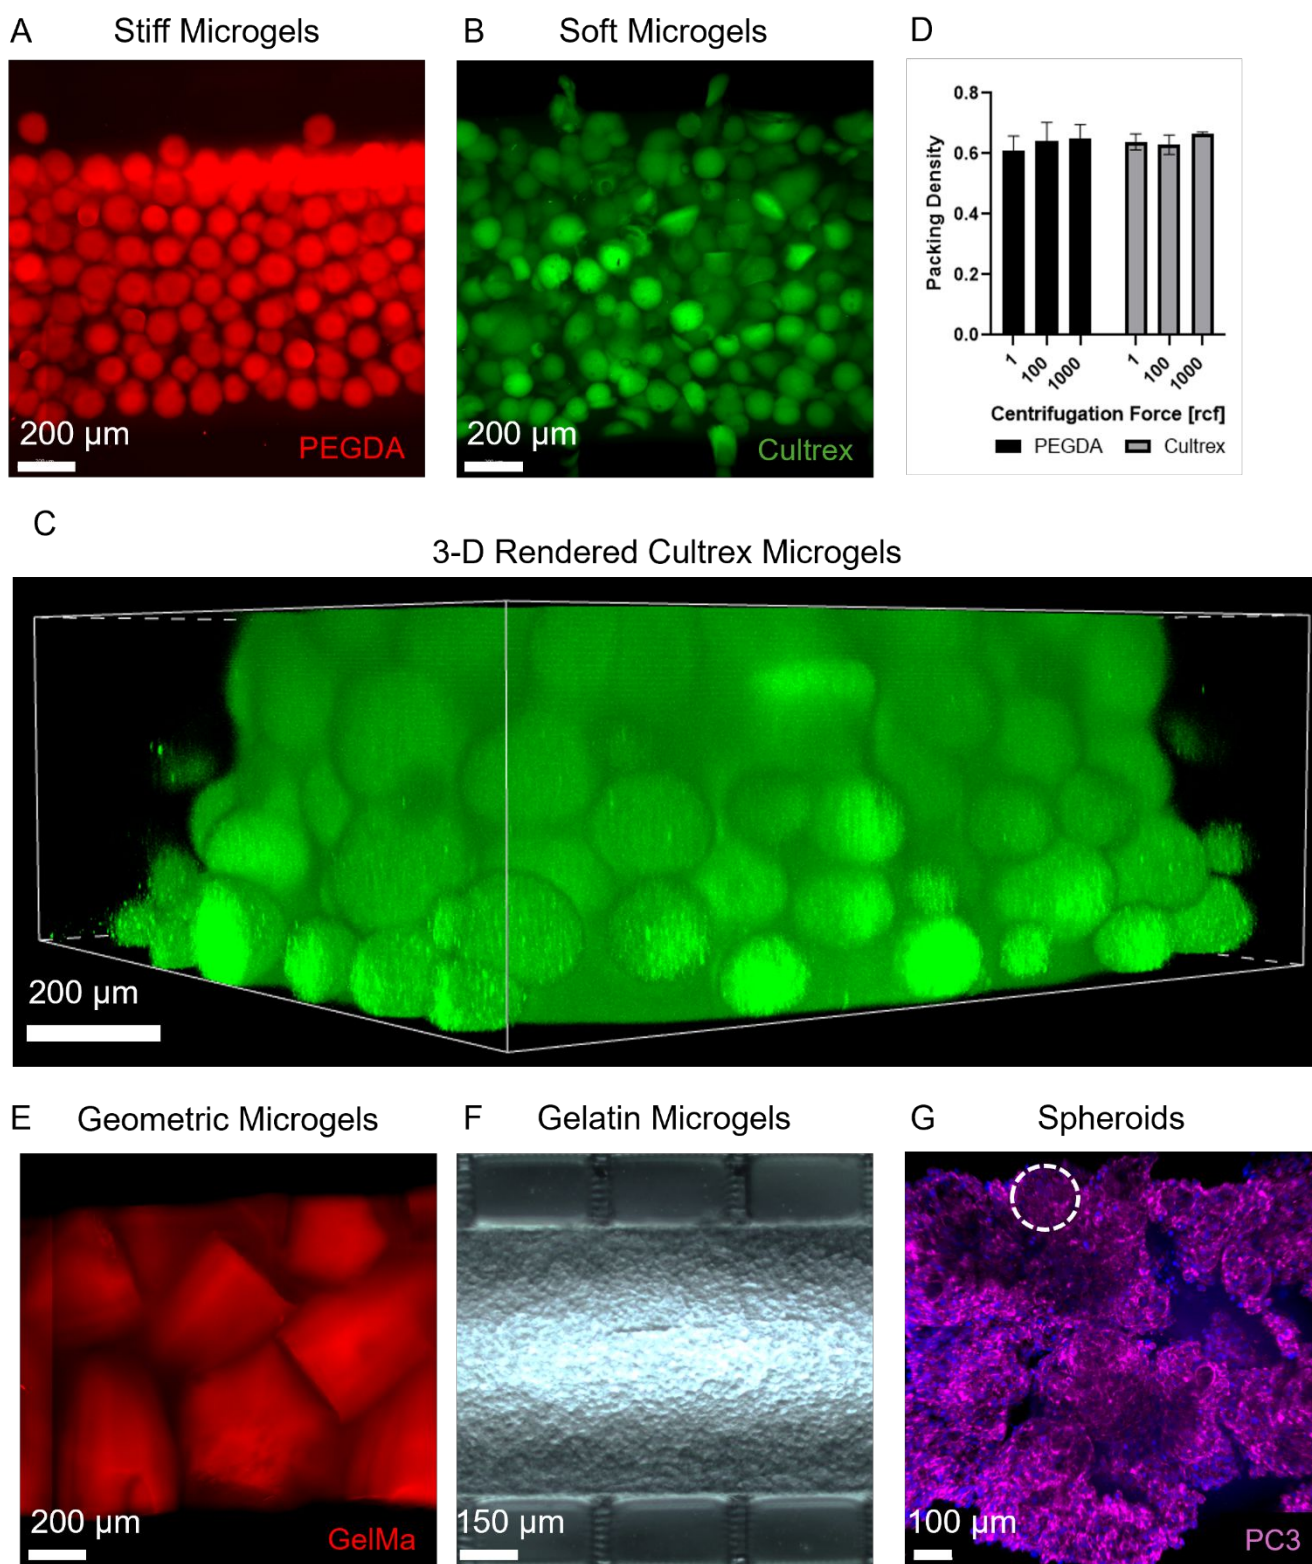 A Stiff Microgels
B Soft Microgels
D
200 µm
PEGDA
200 µm
Cultrex
Packing Density
0.8
0.6
0.4
0.2
0.0
1
100
1000
1
100
1000
Centrifugation Force [rcf]
PEGDA Cultrex
C
3-D Rendered Cultrex Microgels
200 µm
E Geometric Microgels
F Gelatin Microgels
G Spheroids
200 µm
GelMa
150 µm
100 µm
PC3